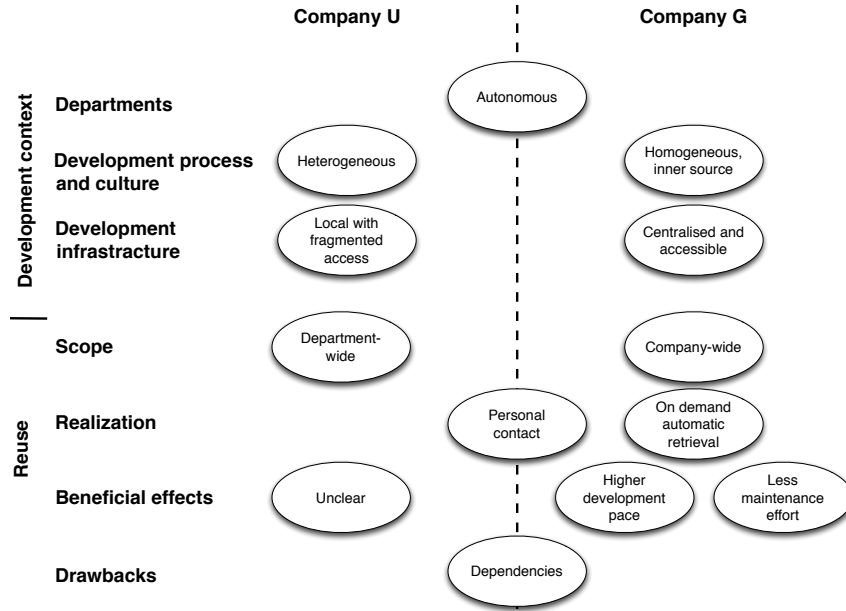 Company U
Company G
Development context
Departments
Autonomous
Development process
and culture
Heterogeneous
Homogeneous,
inner source
Development
infrastracture
Local with
fragmented
access
Centralised and
accessible
Reuse
Scope
Department-
wide
Company-wide
Realization
Personal
contact
On demand
automatic
retrieval
Beneficial effects
Unclear
Higher
development
pace
Less
maintenance
effort
Drawbacks
Dependencies